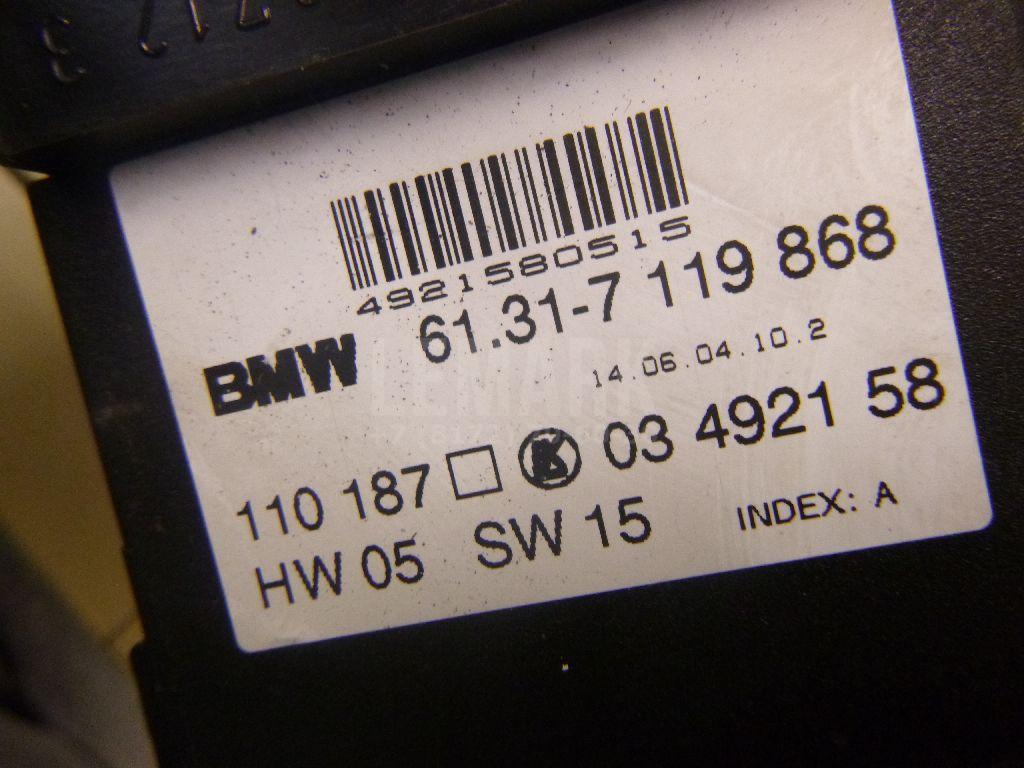 4921580515
BMW 61.31-7 119 868
14.06.04.10.2
110 187 03 4921 58
HW 05 SW 15 INDEX: A
LEMARK